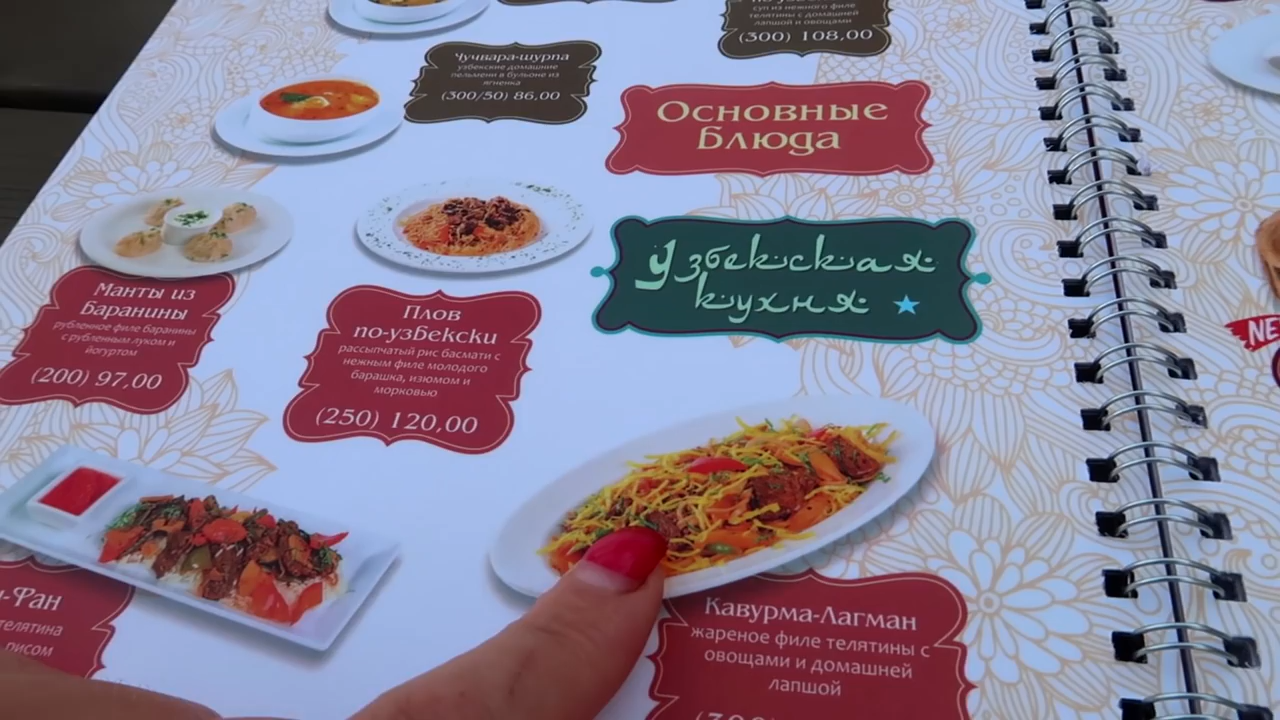 суп из нежного филе
телятины с домашней
лапшой и овощами
(300) 108,00
Чучвара-шурпа
узбекские домашние
пельмени в бульоне из
ягненка
(300/50) 86,00
Основные
блюда
Узбекская
кухня
Манты из
Баранины
рубленное филе баранины
с рубленным луком и
йогуртом
(200) 97,00
Плов
по-узбекски
рассыпчатый рис басмати с
нежным филе молодого
барашка, изюмом и
морковью
(250) 120,00
-Фан
телятина
рисом
Кавурма-Лагман
жареное филе телятины с
овощами и домашней
лапшой
NE